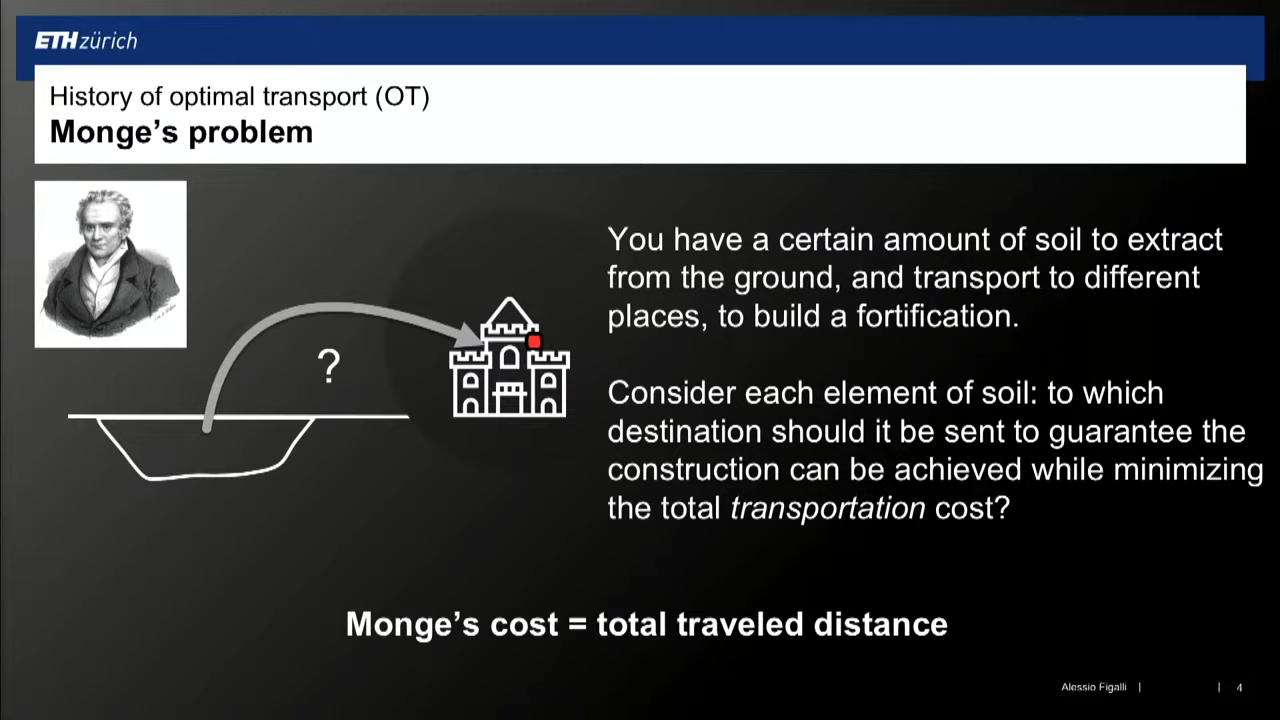 ETH zürich
History of optimal transport (OT)
Monge's problem
You have a certain amount of soil to extract
from the ground, and transport to different
places, to build a fortification.
?
Consider each element of soil: to which
destination should it be sent to guarantee the
construction can be achieved while minimizing
the total transportation cost?
Monge's cost = total traveled distance
Alessio Figalli | | 4